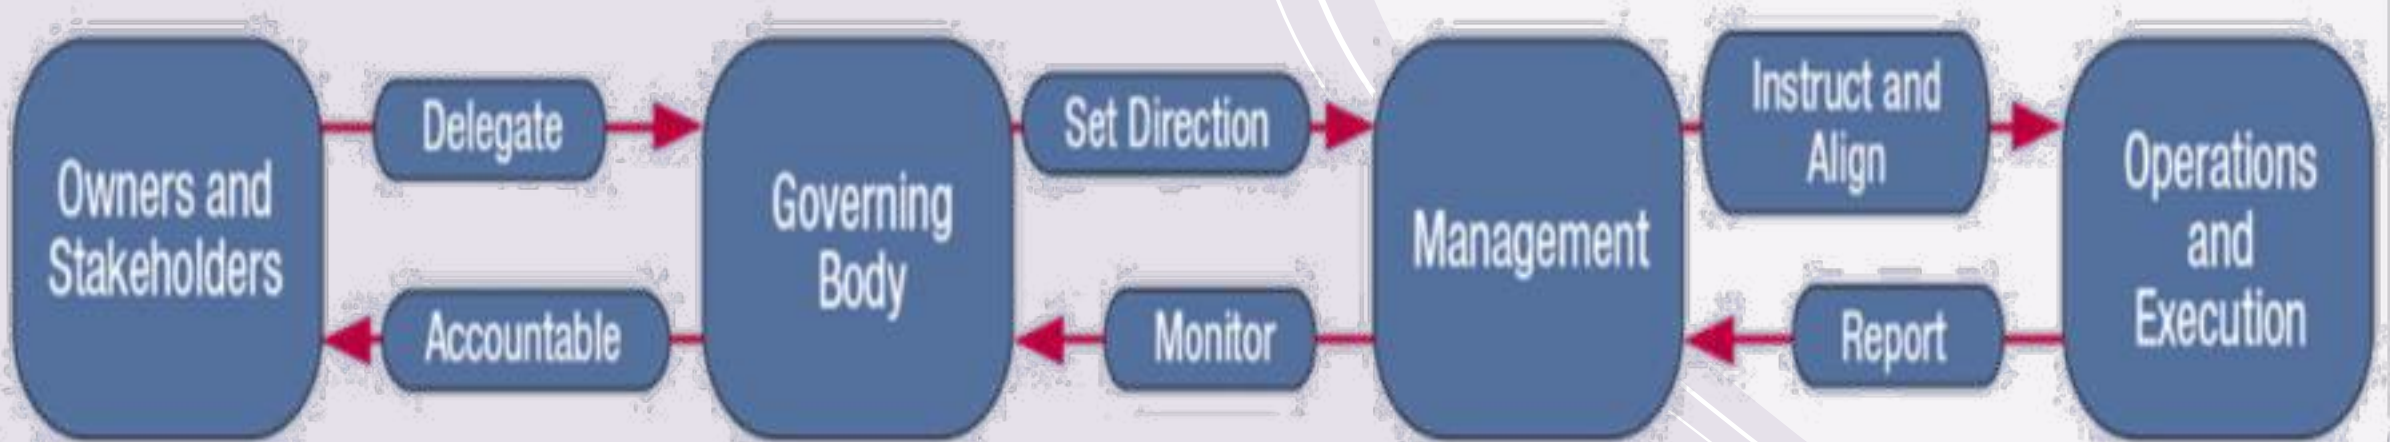 Owners and
Stakeholders
Delegate
Accountable
Governing
Body
Set Direction
Monitor
Management
Instruct and
Align
Report
Operations
and
Execution